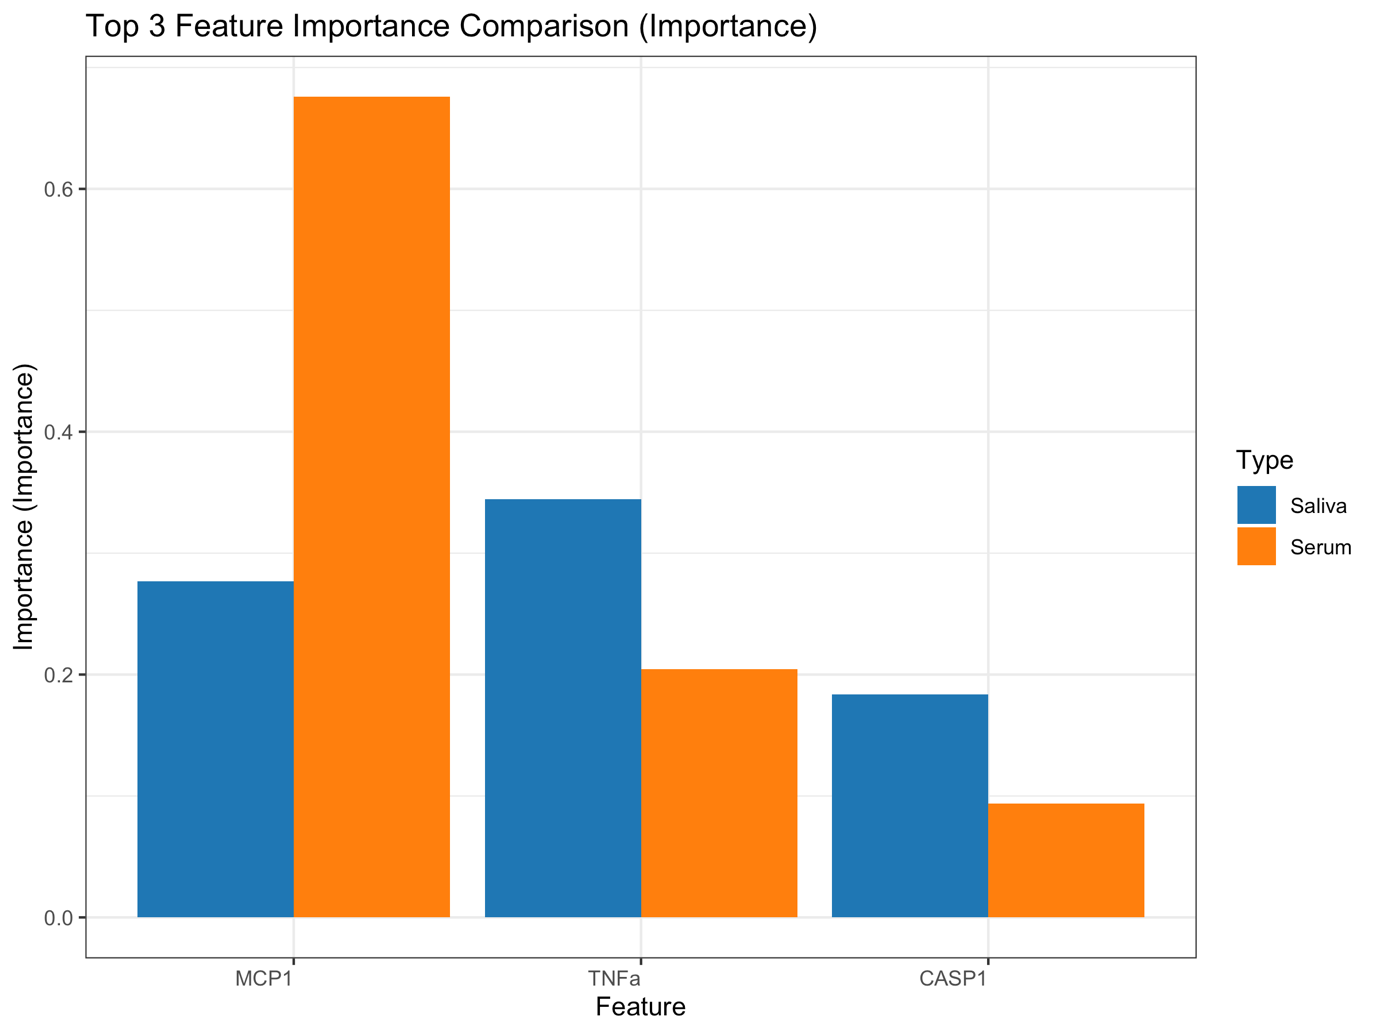 Top 3 Feature Importance Comparison (Importance)
Importance (Importance)
0.6
0.4
0.2
0.0
MCP1
TNFa
CASP1
Feature
Type
Saliva
Serum